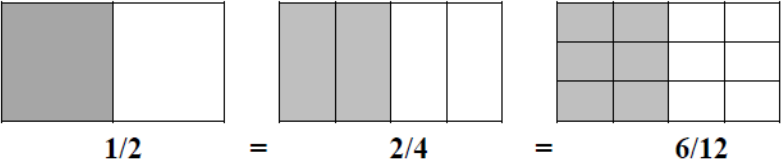 1/2 = 2/4 = 6/12